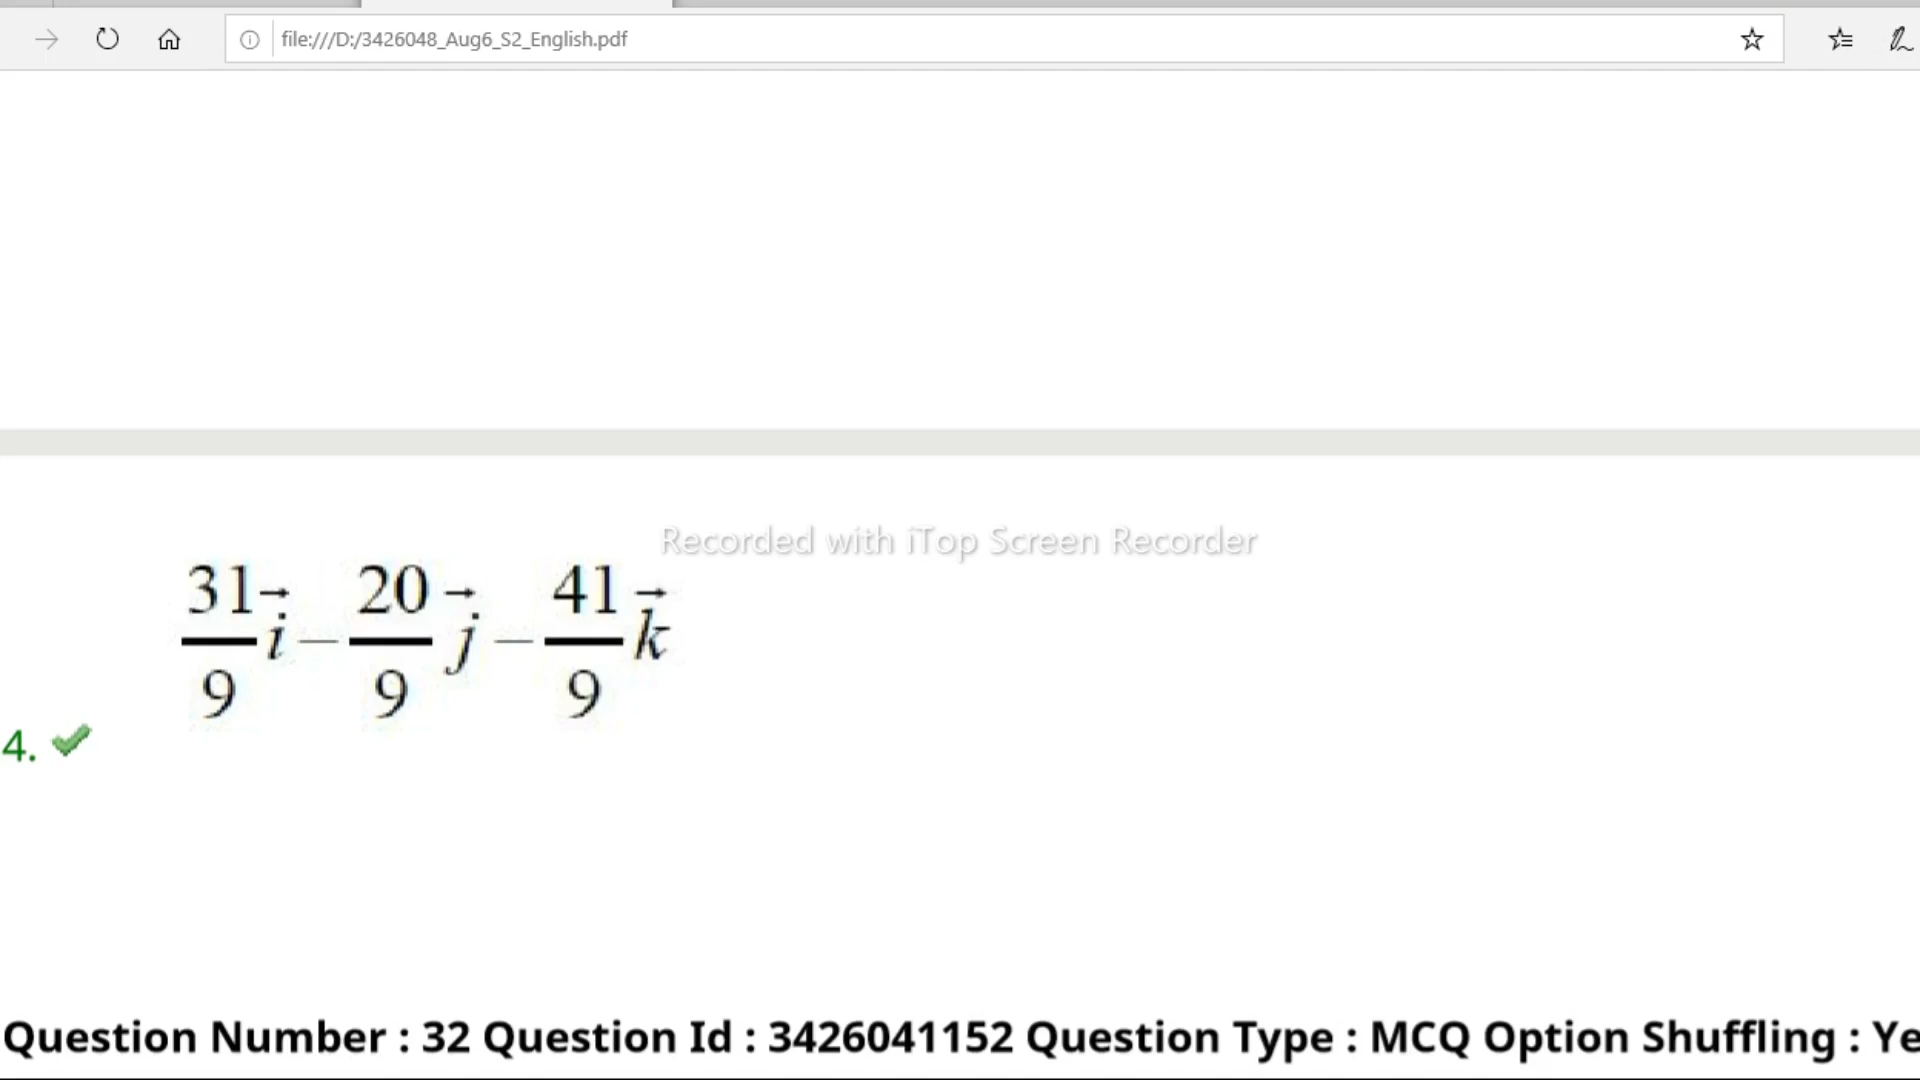 file:///D:/3426048_Aug6_S2_English.pdf
Recorded with iTop Screen Recorder
31/9 i⃗ – 20/9 j⃗ – 41/9 k⃗
4.
Question Number : 32 Question Id : 3426041152 Question Type : MCQ Option Shuffling : Ye